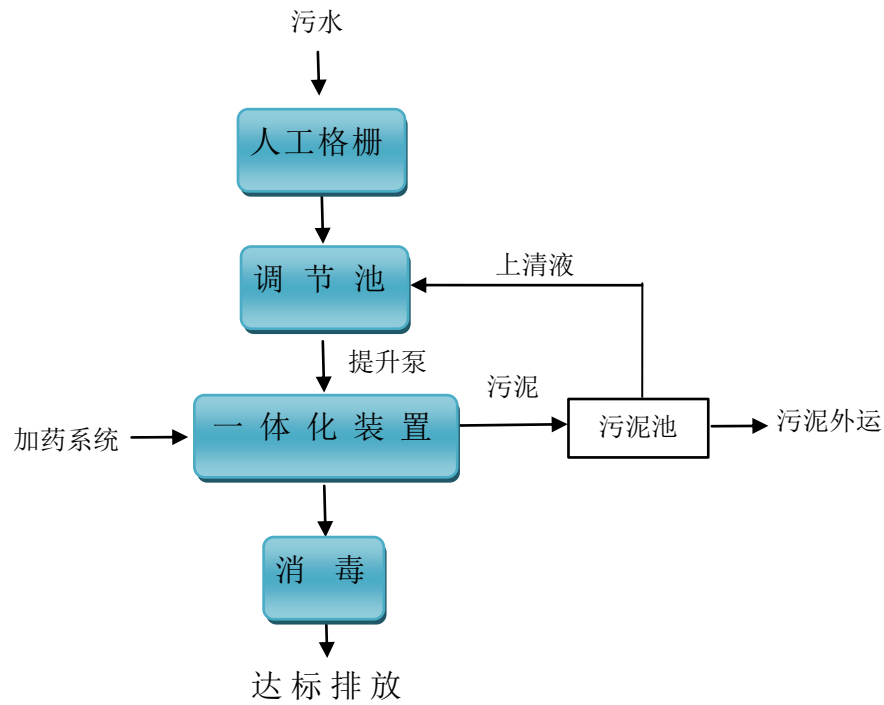 污水
人工格栅
调节池
上清液
提升泵
污泥
加药系统
一体化装置
污泥池
污泥外运
消毒
达标排放